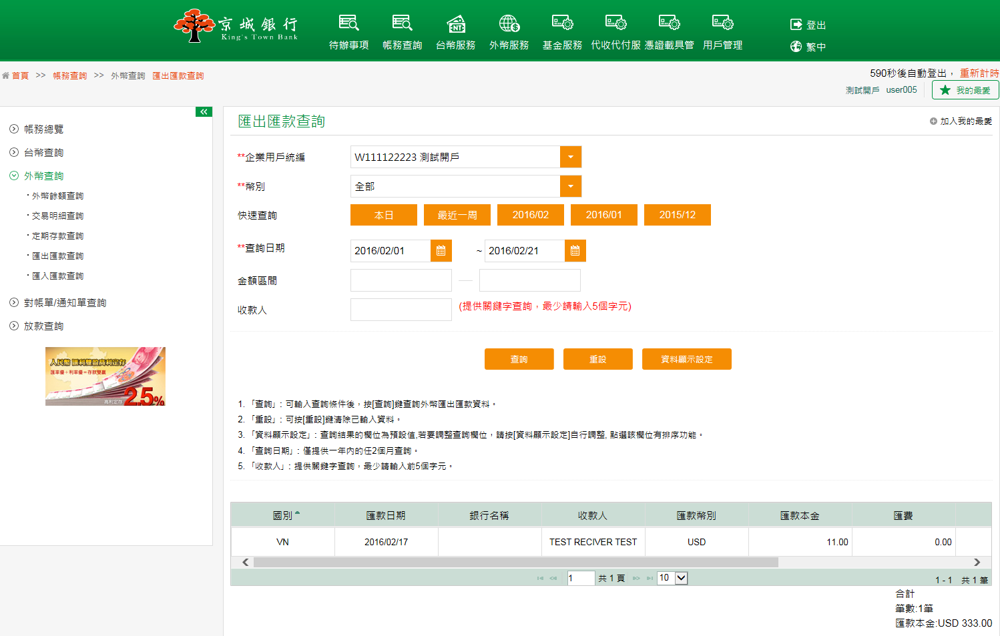 京城銀行
King's Town Bank
待辦事項 帳務查詢 台幣服務 外幣服務 基金服務 代收代付服 憑證載具管 用戶管理
登出
繁中
首頁 >> 帳務查詢 >> 外幣查詢 匯出匯款查詢
590秒後自動登出， 重新計時
測試開戶 user005 我的最愛
帳務總覽
台幣查詢
外幣查詢
‧外幣餘額查詢
‧交易明細查詢
‧定期存款查詢
‧匯出匯款查詢
‧匯入匯款查詢
對帳單/通知單查詢
放款查詢
人民幣 匯利雙盈高利定存
匯率優+利率優=存款雙贏
高利定存 2.5%
匯出匯款查詢
加入我的最愛
**企業用戶統編 W111122223 測試開戶
**幣別 全部
快速查詢 本日 最近一周 2016/02 2016/01 2015/12
**查詢日期 2016/02/01 ~ 2016/02/21
金額區間
收款人 (提供關鍵字查詢，最少請輸入5個字元)
查詢 重設 資料顯示設定
1. 「查詢」: 可輸入查詢條件後，按[查詢]鍵查詢外幣匯出匯款資料。
2. 「重設」: 可按[重設]鍵清除已輸入資料。
3. 「資料顯示設定」: 查詢結果的欄位為預設值,若要調整查詢欄位，請按[資料顯示設定]自行調整, 點選該欄位有排序功能。
4. 「查詢日期」: 僅提供一年內的任2個月查詢。
5. 「收款人」: 提供關鍵字查詢，最少請輸入前5個字元。
國別 匯款日期 銀行名稱 收款人 匯款幣別 匯款本金 匯費
VN 2016/02/17 TEST RECIVER TEST USD 11.00 0.00
1 共 1 頁 10
1 - 1 共 1 筆
合計
筆數:1筆
匯款本金:USD 333.00